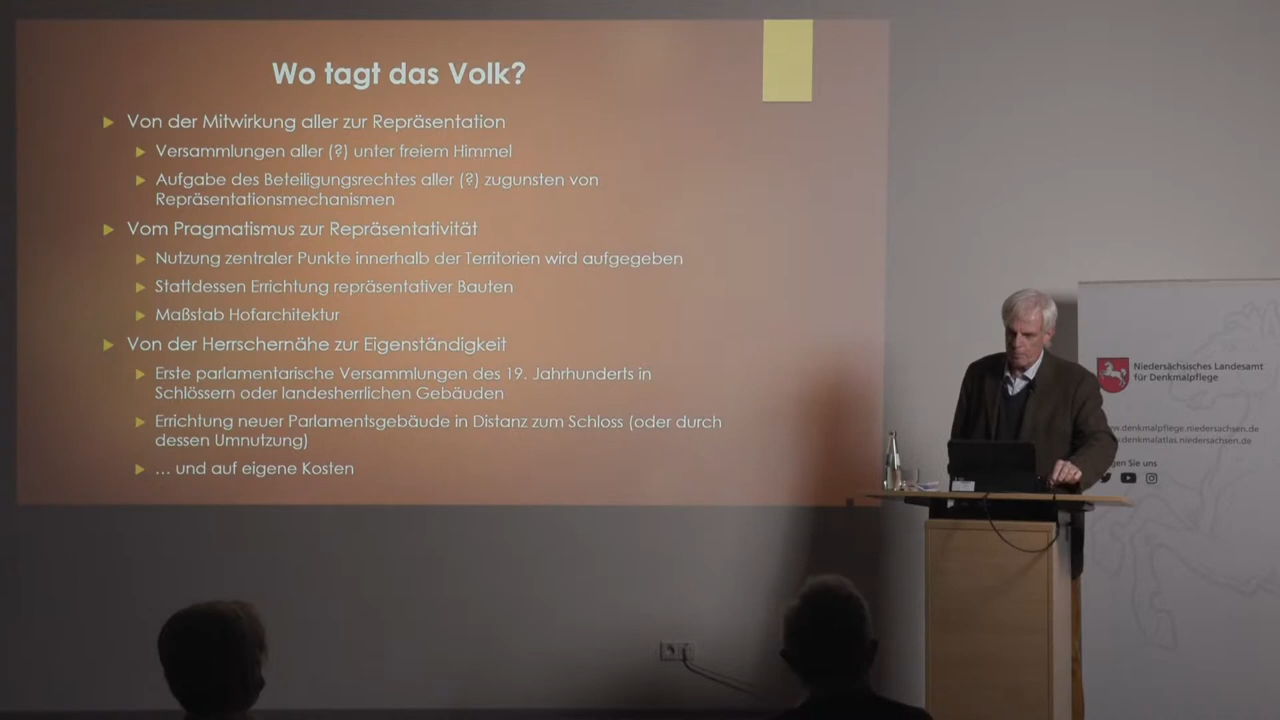 Wo tagt das Volk?
Von der Mitwirkung aller zur Repräsentation
Versammlungen aller (?) unter freiem Himmel
Aufgabe des Beteiligungsrechtes aller (?) zugunsten von
Repräsentationsmechanismen
Vom Pragmatismus zur Repräsentativität
Nutzung zentraler Punkte innerhalb der Territorien wird aufgegeben
Stattdessen Errichtung repräsentativer Bauten
Maßstab Hofarchitektur
Von der Herrschernähe zur Eigenständigkeit
Erste parlamentarische Versammlungen des 19. Jahrhunderts in
Schlössern oder landesherrlichen Gebäuden
Errichtung neuer Parlamentsgebäude in Distanz zum Schloss (oder durch
dessen Umnutzung)
... und auf eigene Kosten
Niedersächsisches Landesamt
für Denkmalpflege
w.denkmalpflege.niedersachsen.de
.denkmalatlas.niedersachsen.de
gen Sie uns